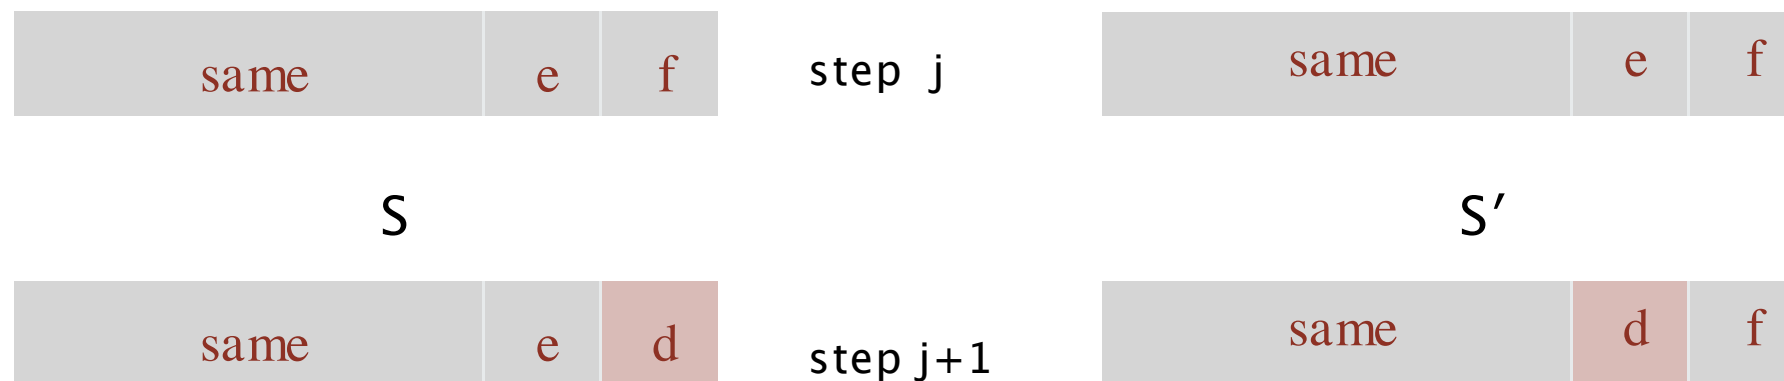 same e f step j same e f
S S′
same e d step j+1 same d f